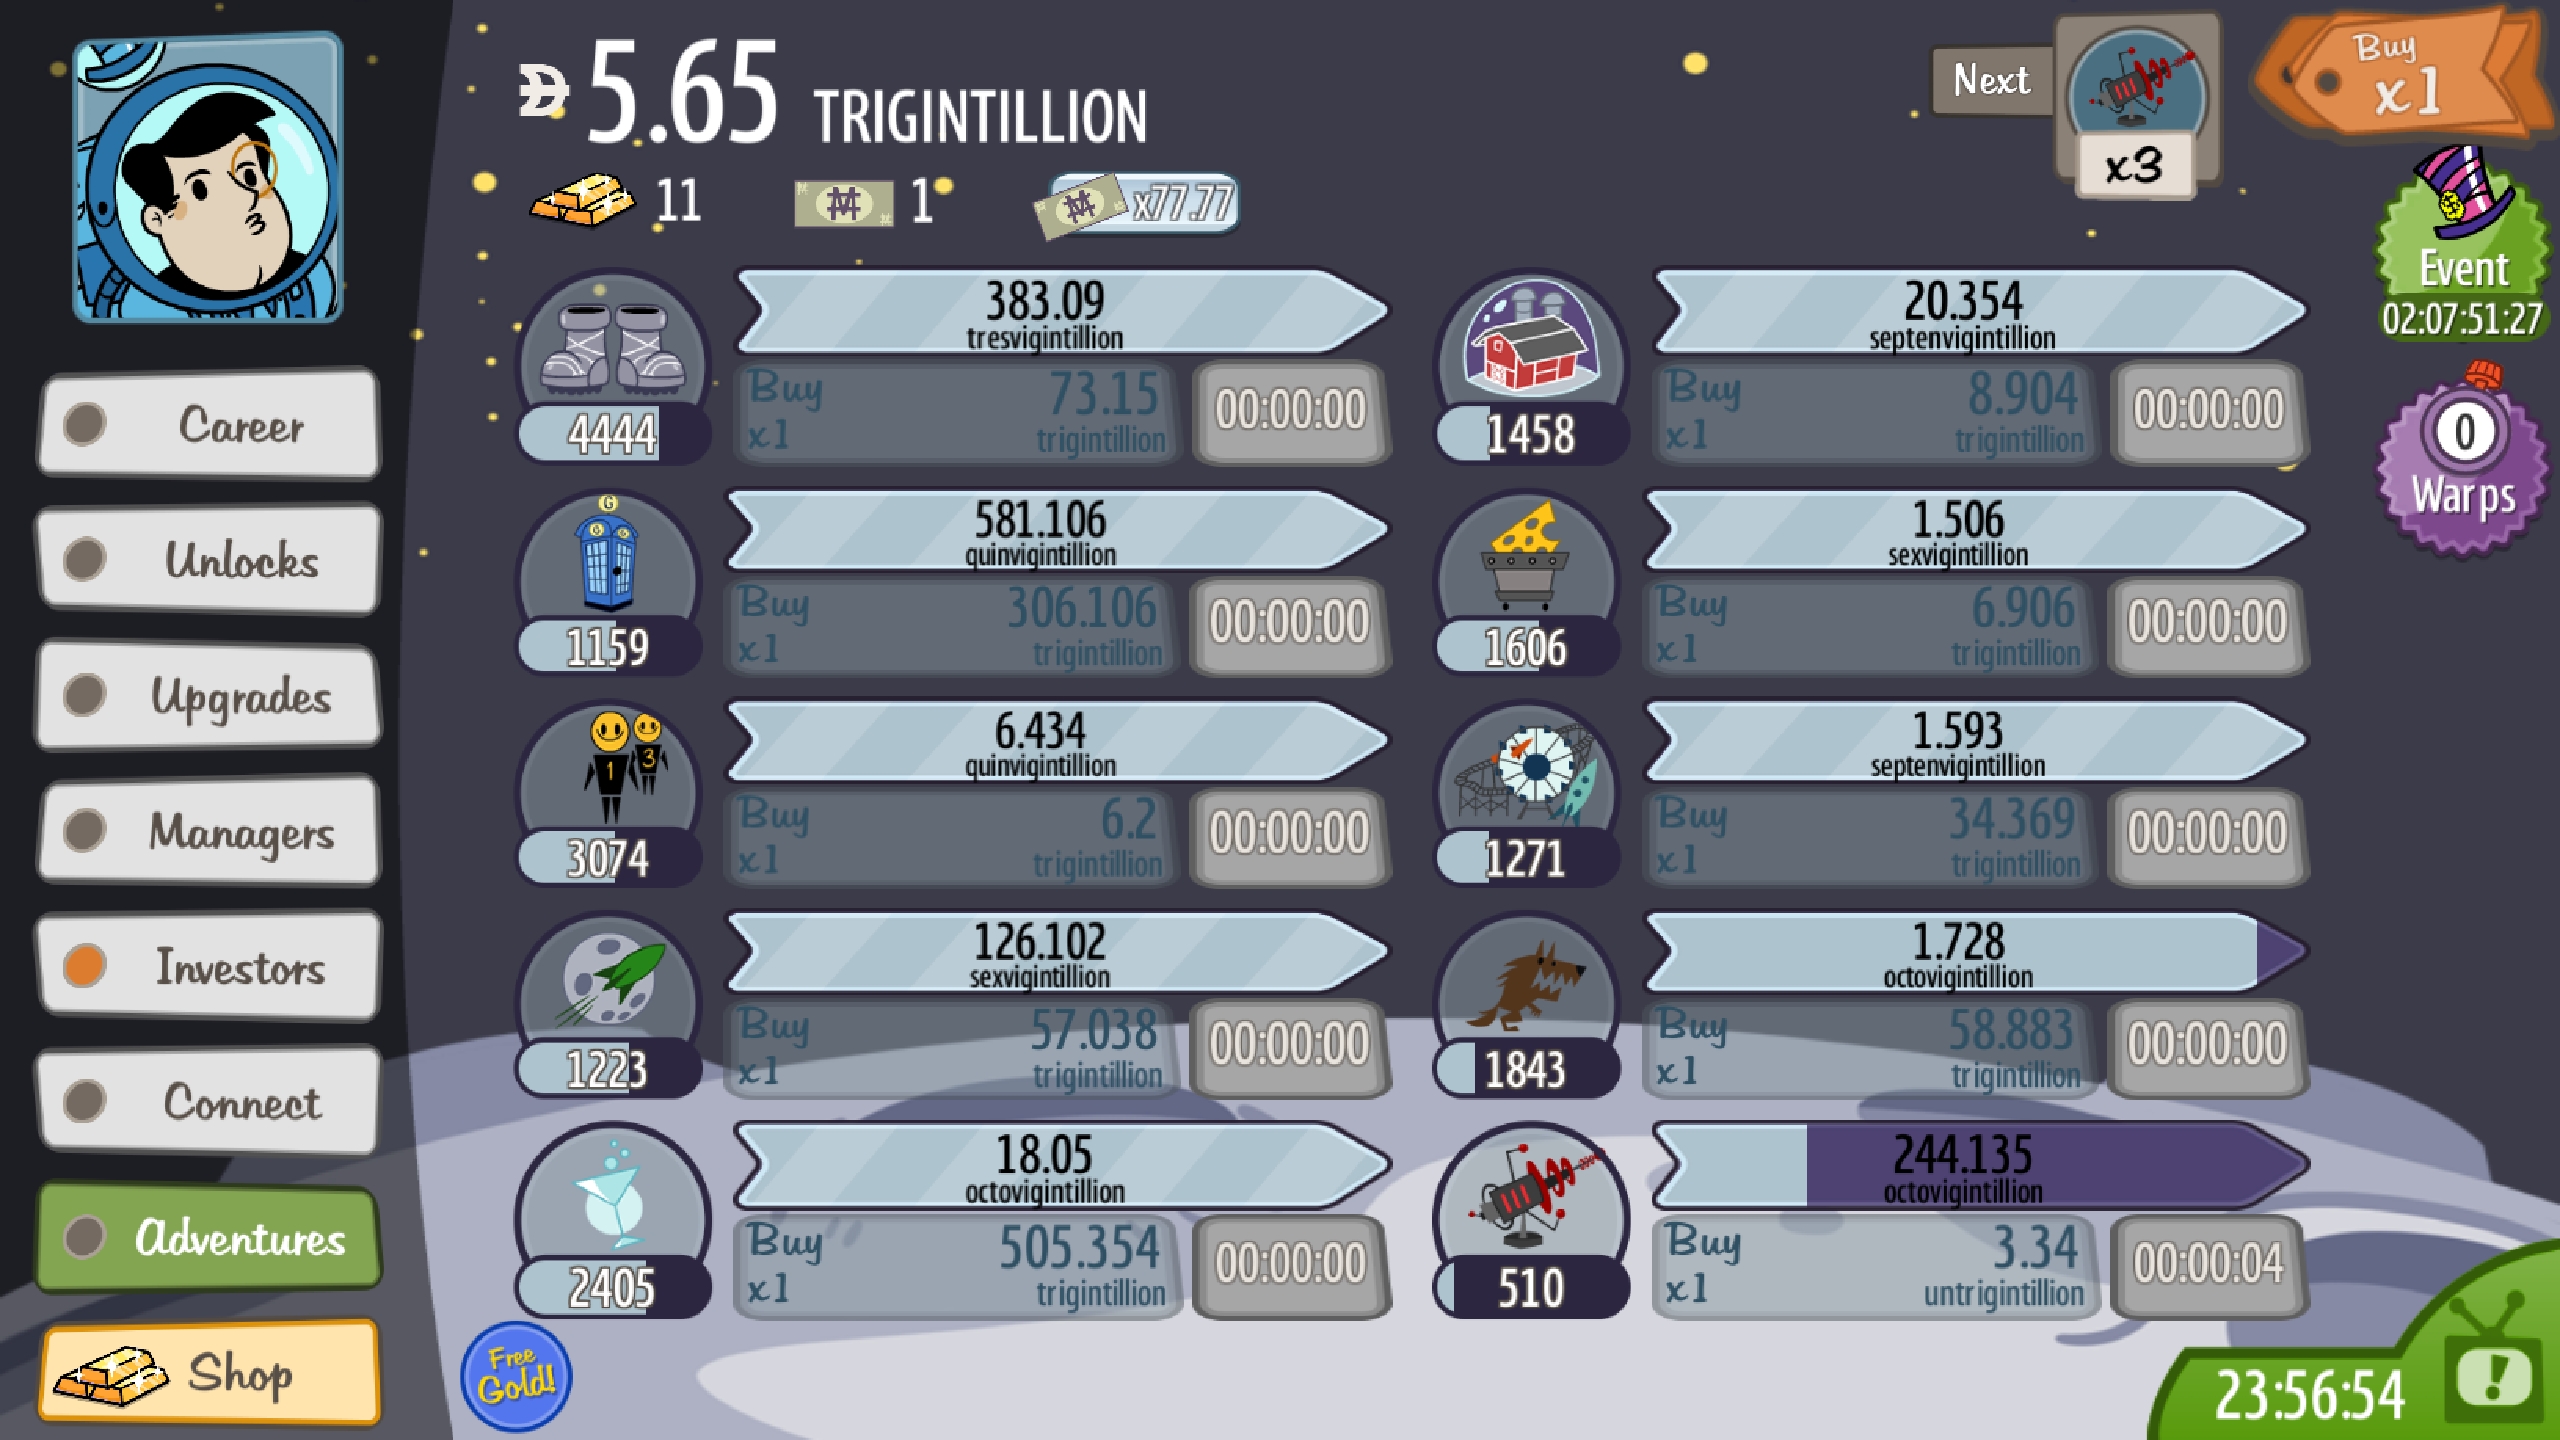 5.65 TRIGINTILLION
Next
x3
Buy
x1
11
1
x77.77
Event
02:07:51:27
0
Warps
Career
Unlocks
Upgrades
Managers
Investors
Connect
Adventures
Shop
383.09
tresvigintillion
4444
Buy
x1
73.15
trigintillion
00:00:00
20.354
septenvigintillion
1458
Buy
x1
8.904
trigintillion
00:00:00
G
G G
581.106
quinvigintillion
1159
Buy
x1
306.106
trigintillion
00:00:00
1.506
sexvigintillion
1606
Buy
x1
6.906
trigintillion
00:00:00
1
3
6.434
quinvigintillion
3074
Buy
x1
6.2
trigintillion
00:00:00
1.593
septenvigintillion
1271
Buy
x1
34.369
trigintillion
00:00:00
126.102
sexvigintillion
1223
Buy
x1
57.038
trigintillion
00:00:00
1.728
octovigintillion
1843
Buy
x1
58.883
trigintillion
00:00:00
18.05
octovigintillion
2405
Buy
x1
505.354
trigintillion
00:00:00
244.135
octovigintillion
510
Buy
x1
3.34
untrigintillion
00:00:04
Free
Gold!
23:56:54
!